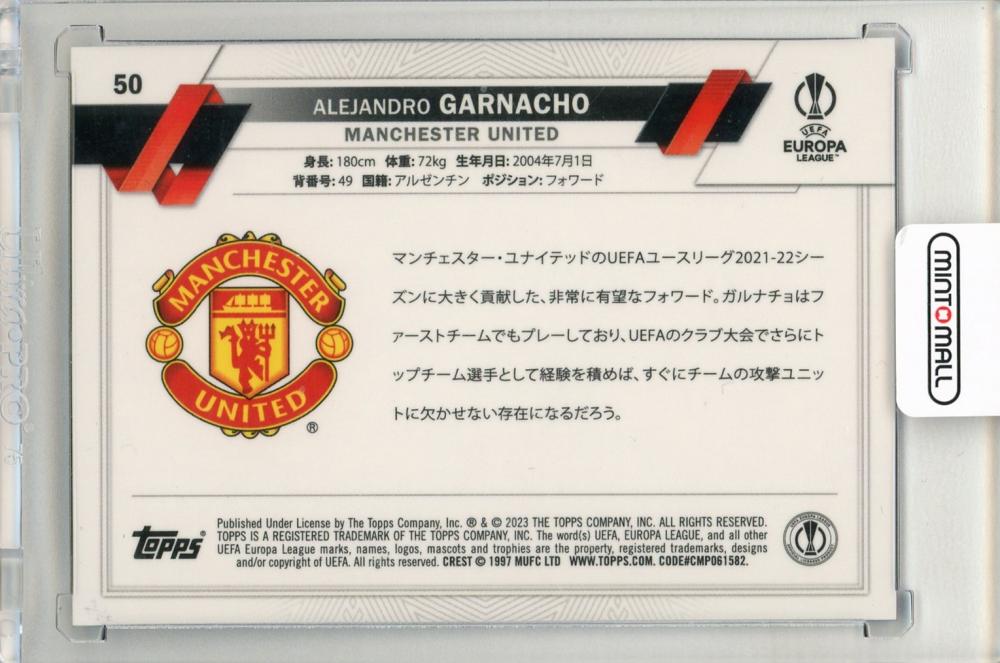 50
ALEJANDRO GARNACHO
MANCHESTER UNITED
身長: 180cm 体重: 72kg 生年月日: 2004年7月1日
背番号: 49 国籍: アルゼンチン ポジション: フォワード
UEFA
EUROPA
LEAGUE™
MANCHESTER
UNITED
®
マンチェスター・ユナイテッドのUEFAユースリーグ2021-22シー
ズンに大きく貢献した、非常に有望なフォワード。ガルナチョはフ
ァーストチームでもプレーしており、UEFAのクラブ大会でさらにト
ップチーム選手として経験を積めば、すぐにチームの攻撃ユニッ
トに欠かせない存在になるだろう。
MINT MALL
Topps®
Published Under License by The Topps Company, Inc. ® & © 2023 THE TOPPS COMPANY, INC. ALL RIGHTS RESERVED.
TOPPS IS A REGISTERED TRADEMARK OF THE TOPPS COMPANY, INC. The word(s) UEFA, EUROPA LEAGUE, and all other
UEFA Europa League marks, names, logos, mascots and trophies are the property, registered trademarks, designs
and/or copyright of UEFA. All rights reserved. CREST © 1997 MUFC LTD WWW.TOPPS.COM. CODE#CMP061582.